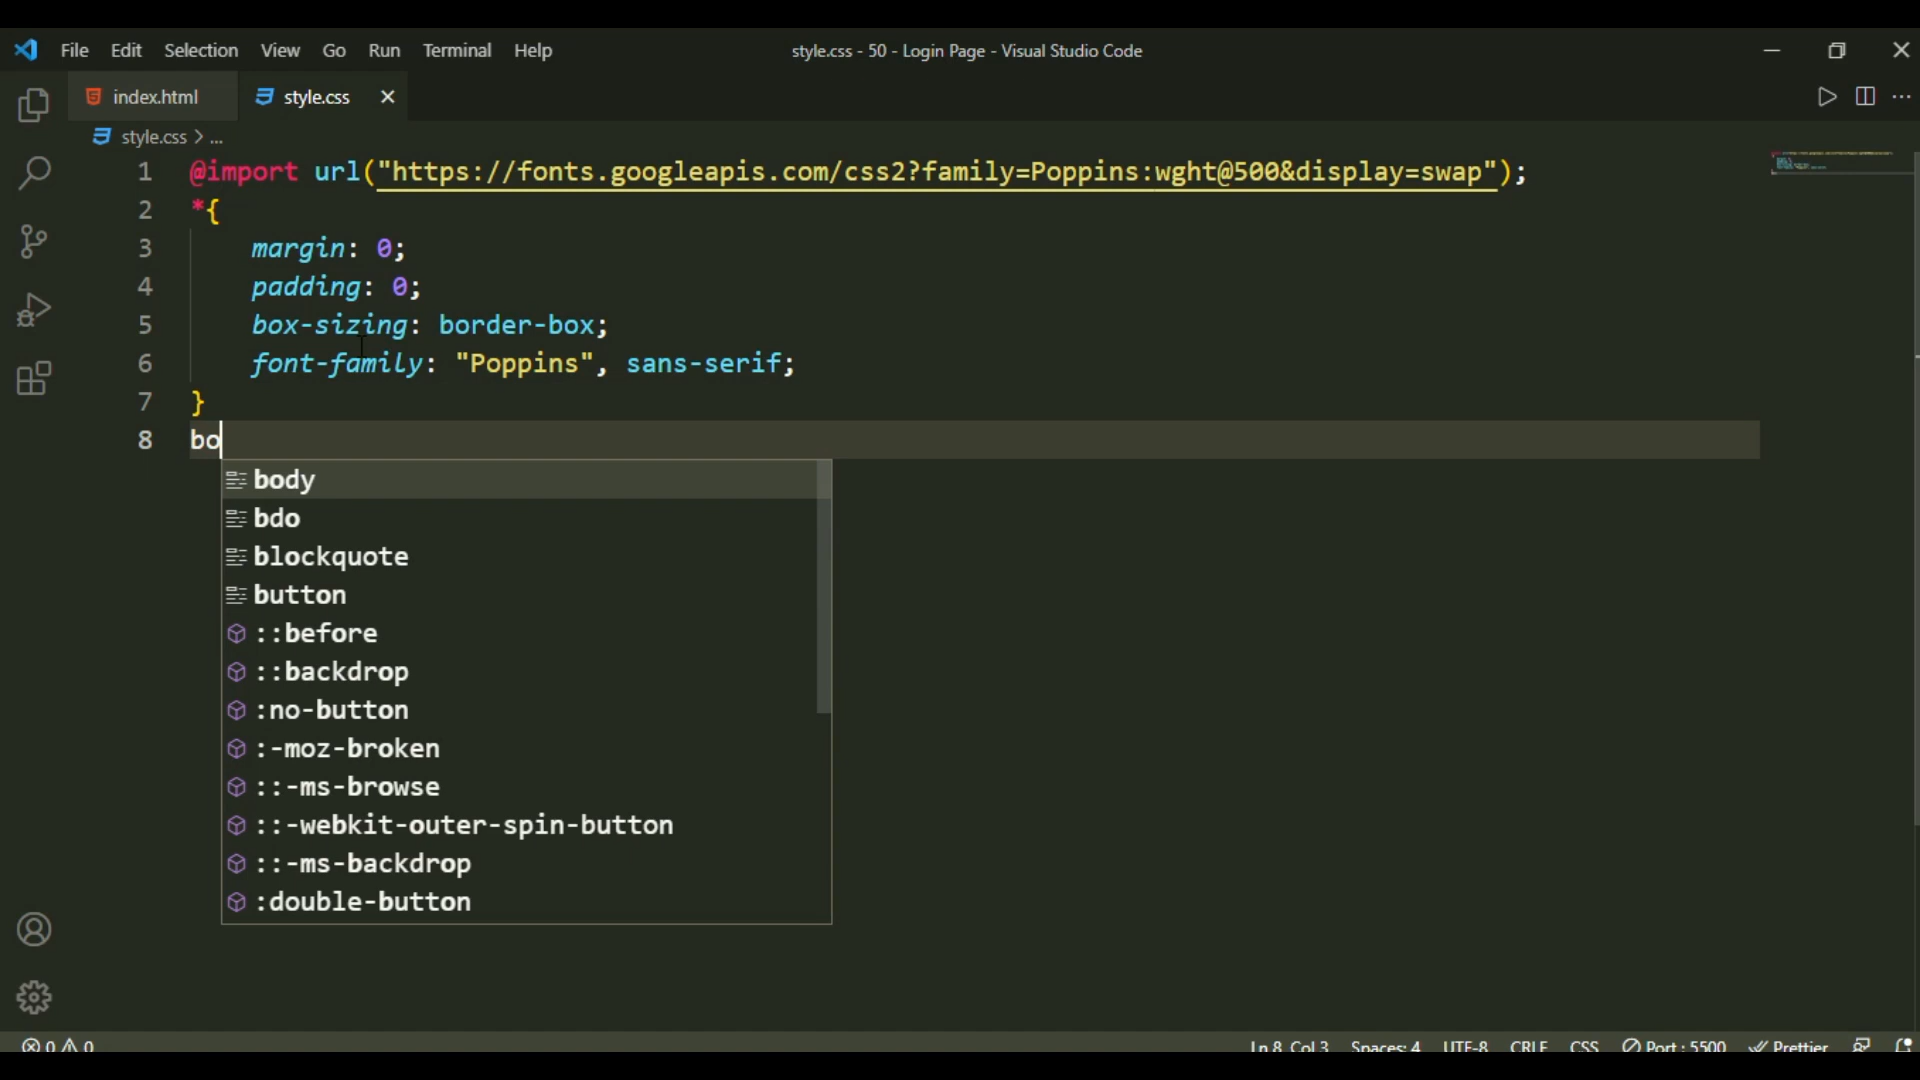 File Edit Selection View Go Run Terminal Help style.css - 50 - Login Page - Visual Studio Code
index.html style.css
style.css > ...
1 @import url("https://fonts.googleapis.com/css2?family=Poppins:wght@500&display=swap");
2 *{
3 margin: 0;
4 padding: 0;
5 box-sizing: border-box;
6 font-family: "Poppins", sans-serif;
7 }
8 bo
body
bdo
blockquote
button
::before
::backdrop
:no-button
:-moz-broken
::-ms-browse
::-webkit-outer-spin-button
::-ms-backdrop
:double-button
0 0 Ln 8, Col 3 Spaces: 4 UTF-8 CRLF CSS Port : 5500 Prettier